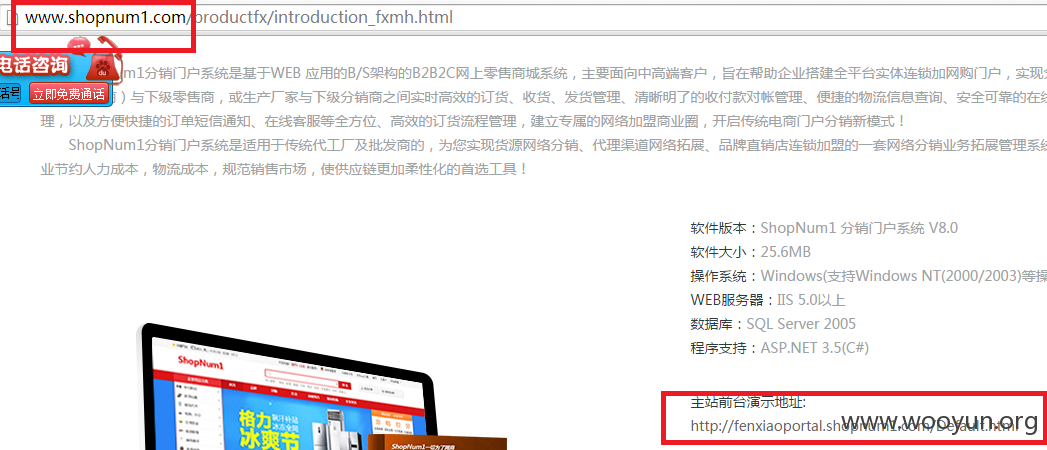 www.shopnum1.com/productfx/introduction_fxmh.html
电话咨询
du
话号 立即免费通话
m1分销门户系统是基于WEB 应用的B/S架构的B2B2C网上零售商城系统，主要面向中高端客户，旨在帮助企业搭建全平台实体连锁加网购门户，实现
）与下级零售商，或生产厂家与下级分销商之间实时高效的订货、收货、发货管理、清晰明了的收付款对帐管理、便捷的物流信息查询、安全可靠的在
理，以及方便快捷的订单短信通知、在线客服等全方位、高效的订货流程管理，建立专属的网络加盟商业圈，开启传统电商门户分销新模式！
ShopNum1分销门户系统是适用于传统代工厂及批发商的，为您实现货源网络分销、代理渠道网络拓展、品牌直销店连锁加盟的一套网络分销业务拓展管理系
业节约人力成本，物流成本，规范销售市场，使供应链更加柔性化的首选工具！
软件版本：ShopNum1 分销门户系统 V8.0
软件大小：25.6MB
操作系统：Windows(支持Windows NT(2000/2003)等操
WEB服务器：IIS 5.0以上
数据库：SQL Server 2005
程序支持：ASP.NET 3.5(C#)
主站前台演示地址:
http://fenxiaoportal.shopnum1.com/Default.html
www.wooyun.org
ShopNum1
格力
冰爽节